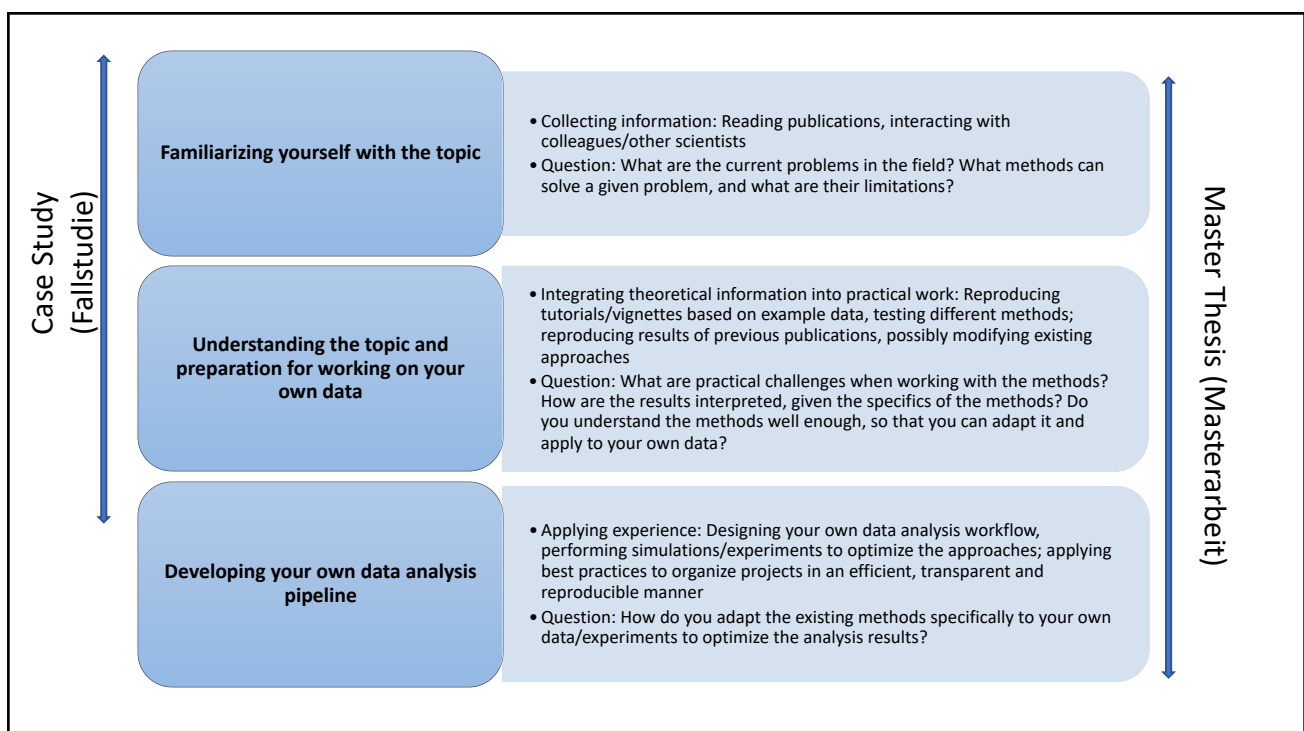 Case Study
(Fallstudie)
Familiarizing yourself with the topic
• Collecting information: Reading publications, interacting with
colleagues/other scientists
• Question: What are the current problems in the field? What methods can
solve a given problem, and what are their limitations?
Understanding the topic and
preparation for working on your
own data
• Integrating theoretical information into practical work: Reproducing
tutorials/vignettes based on example data, testing different methods;
reproducing results of previous publications, possibly modifying existing
approaches
• Question: What are practical challenges when working with the methods?
How are the results interpreted, given the specifics of the methods? Do
you understand the methods well enough, so that you can adapt it and
apply to your own data?
Developing your own data analysis
pipeline
• Applying experience: Designing your own data analysis workflow,
performing simulations/experiments to optimize the approaches; applying
best practices to organize projects in an efficient, transparent and
reproducible manner
• Question: How do you adapt the existing methods specifically to your own
data/experiments to optimize the analysis results?
Master Thesis (Masterarbeit)